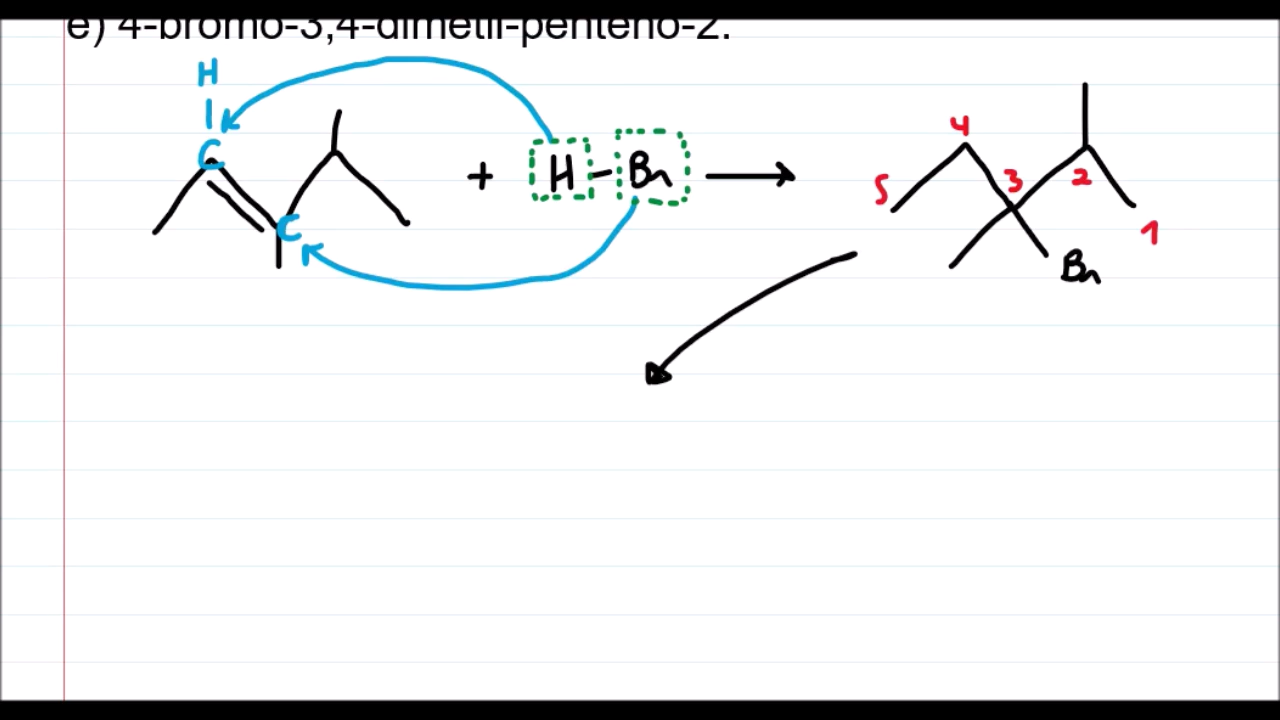 e) 4-bromo-3,4-dimetil-penteno-2.
H
C
C
+ H-Br
5 4 3 2 1
Br